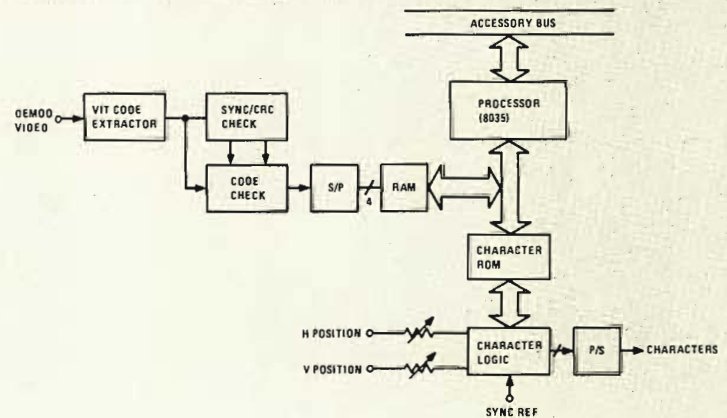 ACCESSORY BUS
PROCESSOR
(8035)
DEMOD
VIDEO
VIT CODE
EXTRACTOR
SYNC/CRC
CHECK
CODE
CHECK
S/P
4
RAM
CHARACTER
ROM
H POSITION
V POSITION
CHARACTER
LOGIC
P/S
CHARACTERS
SYNC REF